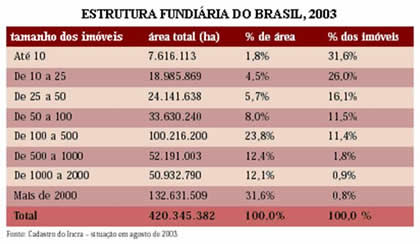 ESTRUTURA FUNDIÁRIA DO BRASIL, 2003
tamanho dos imóveis área total (ha) % de área % dos imóveis
Até 10 7.616.113 1,8% 31,6%
De 10 a 25 18.985.869 4,5% 26,0%
De 25 a 50 24.141.638 5,7% 16,1%
De 50 a 100 33.630.240 8,0% 11,5%
De 100 a 500 100.216.200 23,8% 11,4%
De 500 a 1000 52.191.003 12,4% 1,8%
De 1000 a 2000 50.932.790 12,1% 0,9%
Mais de 2000 132.631.509 31,6% 0,8%
Total 420.345.382 100,0% 100,0 %
Fonte: Cadastro do Incra – situação em agosto de 2003.